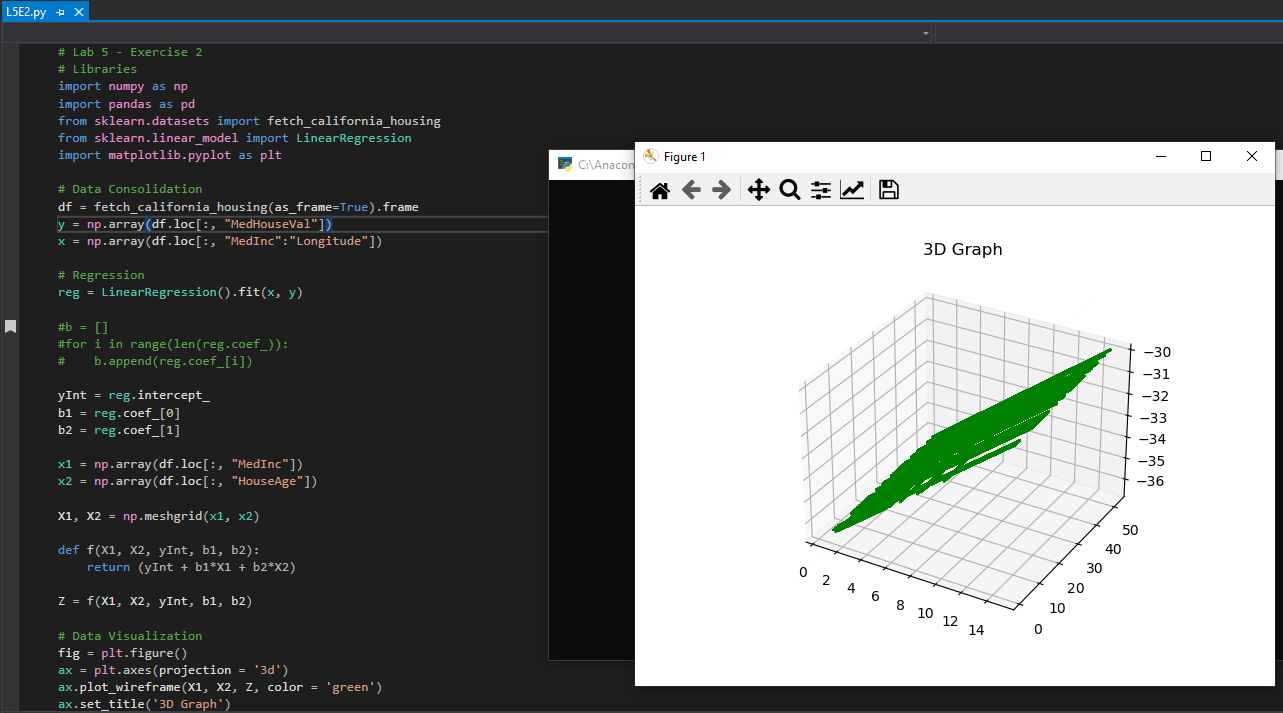 L5E2.py
# Lab 5 - Exercise 2
# Libraries
import numpy as np
import pandas as pd
from sklearn.datasets import fetch_california_housing
from sklearn.linear_model import LinearRegression
import matplotlib.pyplot as plt
# Data Consolidation
df = fetch_california_housing(as_frame=True).frame
y = np.array(df.loc[:, "MedHouseVal"])
x = np.array(df.loc[:, "MedInc":"Longitude"])
# Regression
reg = LinearRegression().fit(x, y)
#b = []
#for i in range(len(reg.coef_)):
#    b.append(reg.coef_[i])
yInt = reg.intercept_
b1 = reg.coef_[0]
b2 = reg.coef_[1]
x1 = np.array(df.loc[:, "MedInc"])
x2 = np.array(df.loc[:, "HouseAge"])
X1, X2 = np.meshgrid(x1, x2)
def f(X1, X2, yInt, b1, b2):
    return (yInt + b1*X1 + b2*X2)
Z = f(X1, X2, yInt, b1, b2)
# Data Visualization
fig = plt.figure()
ax = plt.axes(projection = '3d')
ax.plot_wireframe(X1, X2, Z, color = 'green')
ax.set_title('3D Graph')
C:\Anacon
Figure 1
3D Graph
−30
−31
−32
−33
−34
−35
−36
50
40
30
20
10
0
0
2
4
6
8
10
12
14